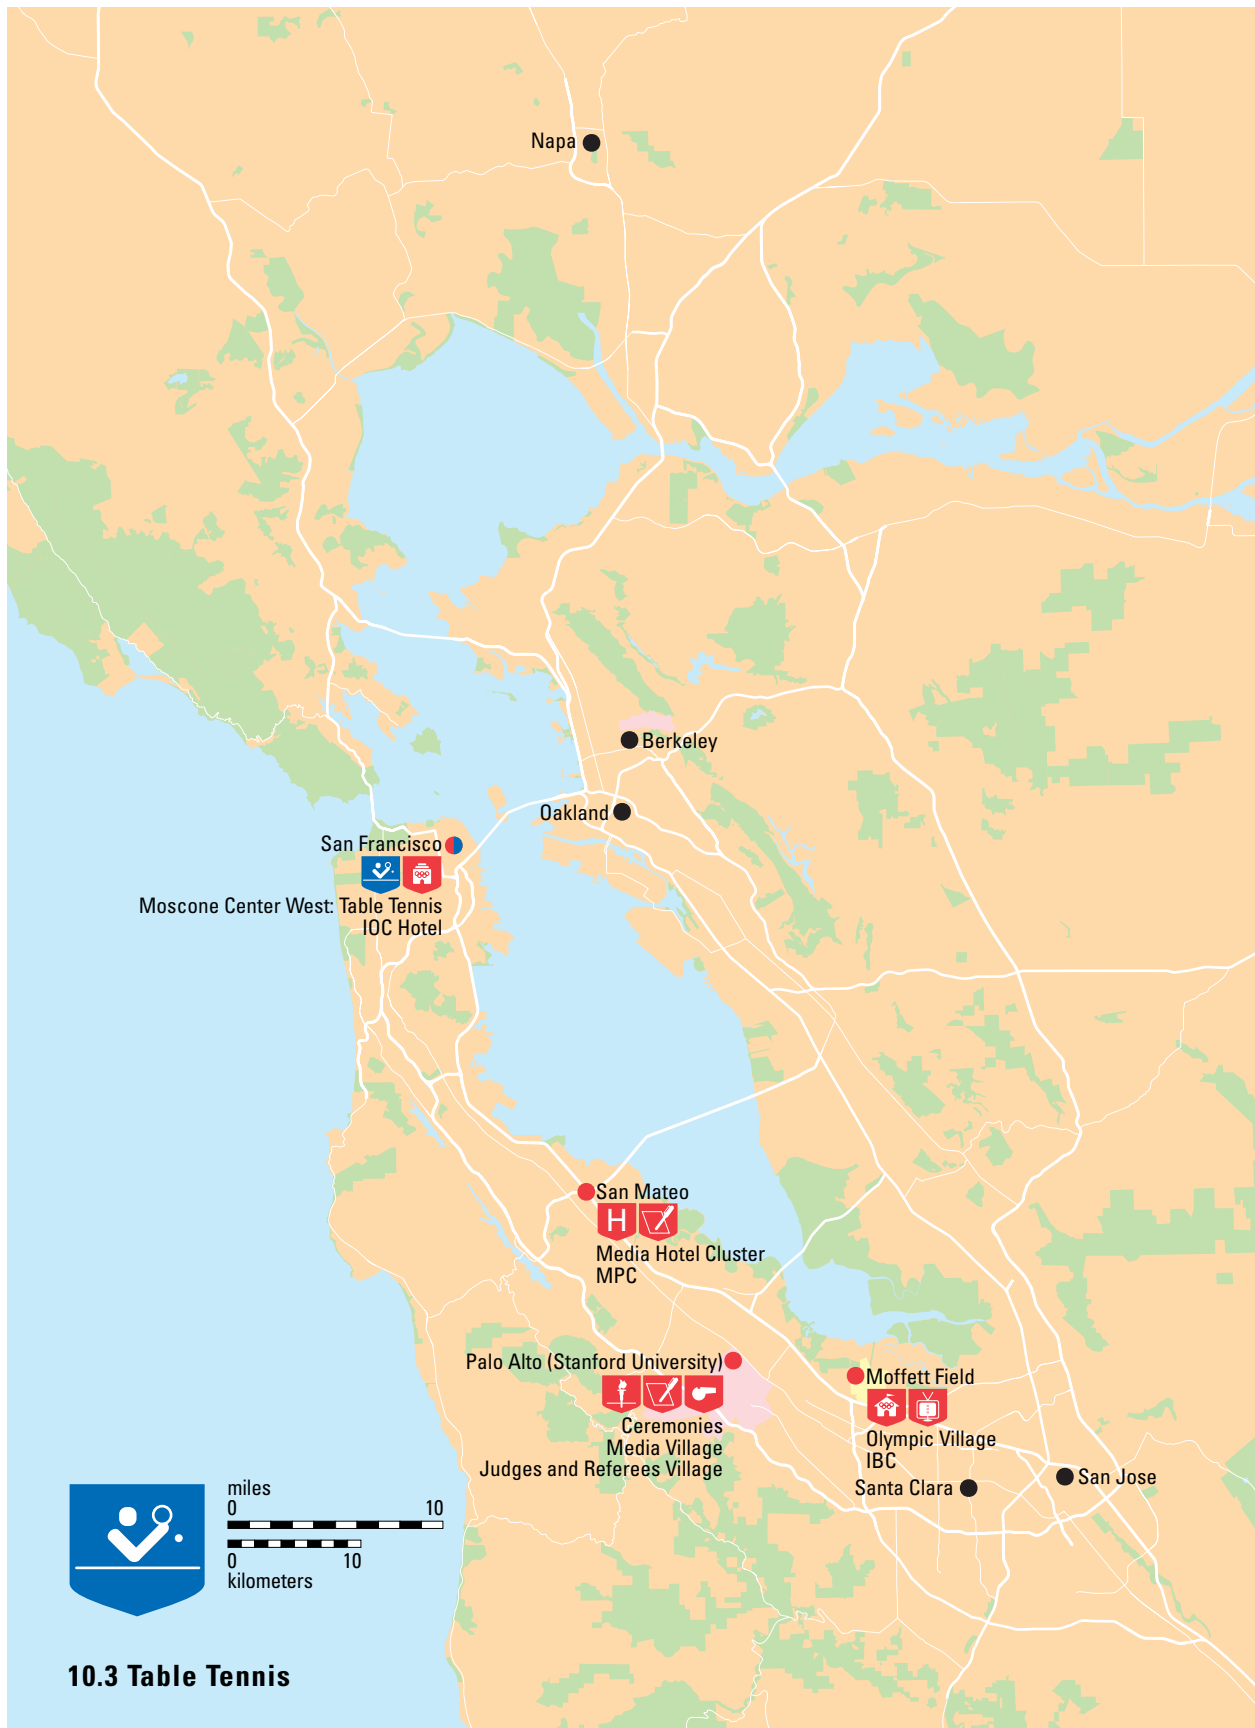 Napa
Berkeley
Oakland
San Francisco
Moscone Center West: Table Tennis
IOC Hotel
San Mateo
H
Media Hotel Cluster
MPC
Palo Alto (Stanford University)
Ceremonies
Media Village
Judges and Referees Village
Moffett Field
Olympic Village
IBC
Santa Clara
San Jose
miles
0 10
0 10
kilometers
10.3 Table Tennis